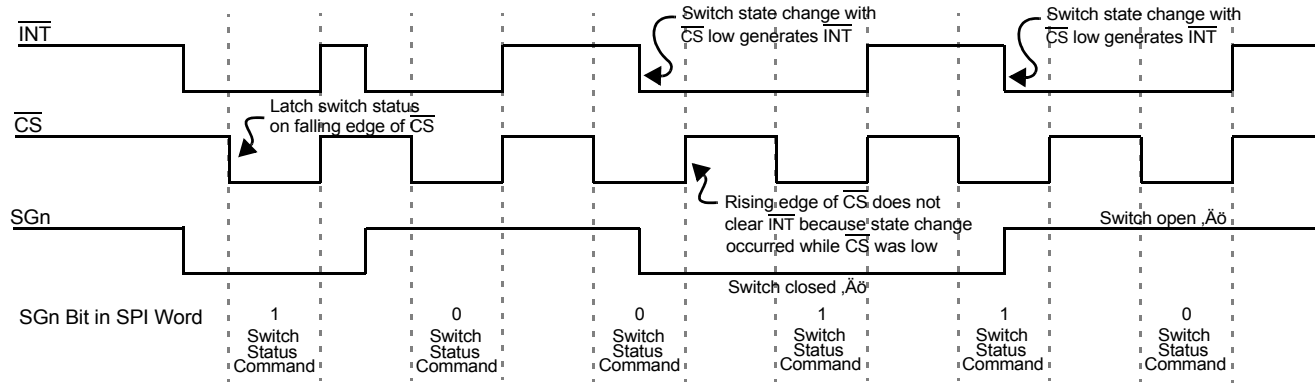 Switch state change with
CS low generates INT
Switch state change with
CS low generates INT
INT
Latch switch status
on falling edge of CS
CS
Rising edge of CS does not
clear INT because state change
occurred while CS was low
SGn
Switch open ‚Äö
Switch closed ‚Äö
SGn Bit in SPI Word
1
Switch
Status
Command
0
Switch
Status
Command
0
Switch
Status
Command
1
Switch
Status
Command
1
Switch
Status
Command
0
Switch
Status
Command